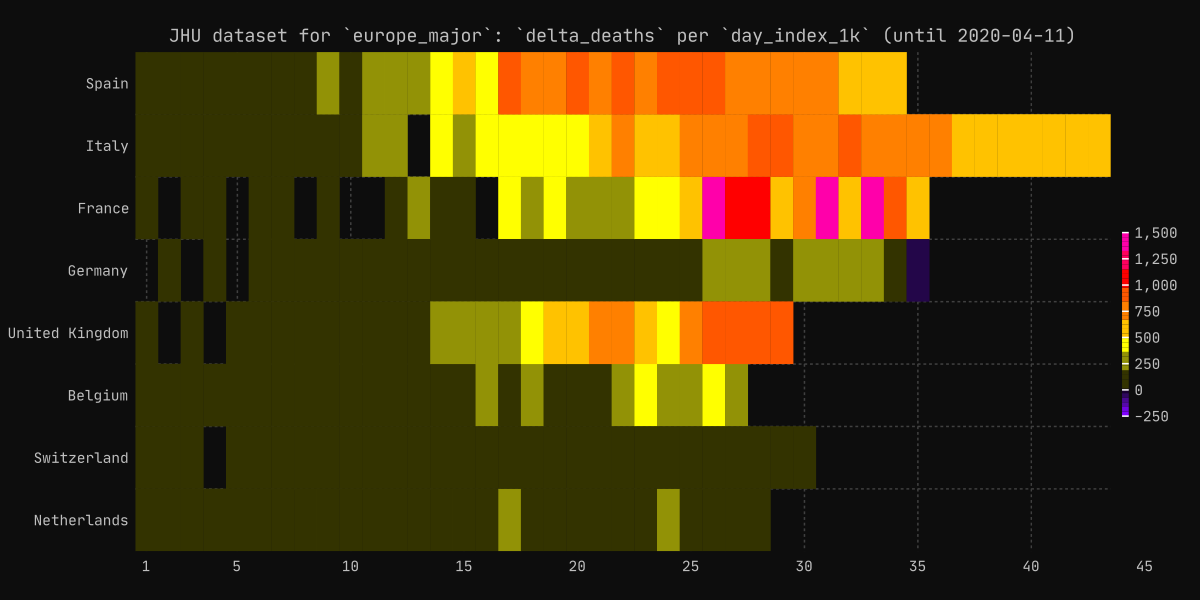 JHU dataset for `europe_major`: `delta_deaths` per `day_index_1k` (until 2020-04-11)
Spain
Italy
France
Germany
United Kingdom
Belgium
Switzerland
Netherlands
1,500
1,250
1,000
750
500
250
0
−250
1 5 10 15 20 25 30 35 40 45